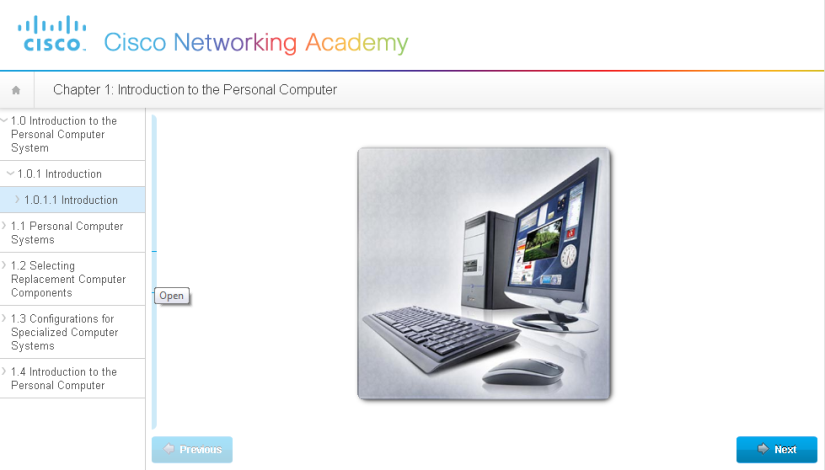 CISCO.
Cisco Networking Academy
Chapter 1: Introduction to the Personal Computer
1.0 Introduction to the
Personal Computer
System
1.0.1 Introduction
1.0.1.1 Introduction
1.1 Personal Computer
Systems
1.2 Selecting
Replacement Computer
Components
1.3 Configurations for
Specialized Computer
Systems
1.4 Introduction to the
Personal Computer
Open
Previous
Next